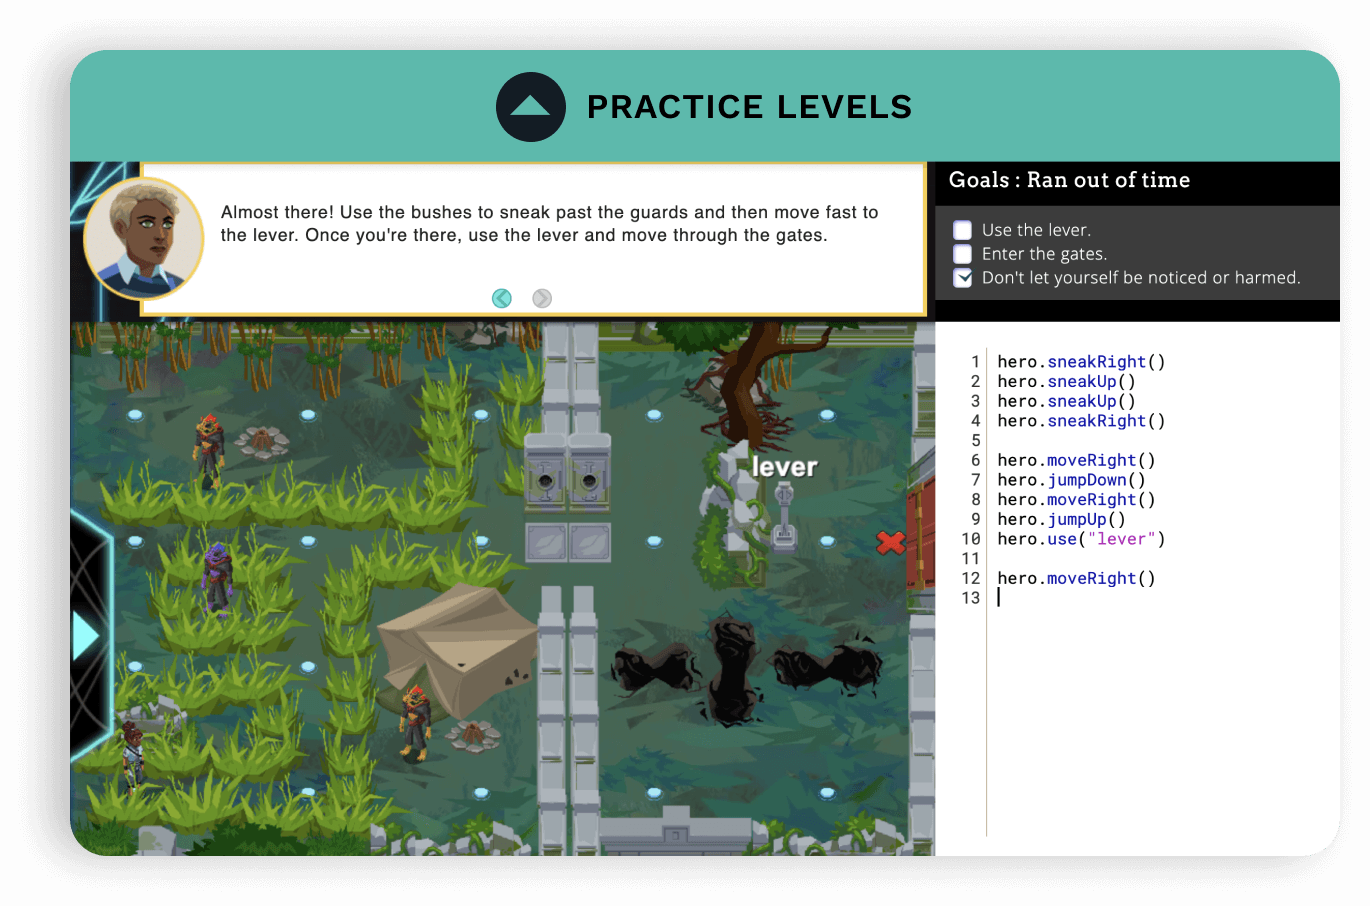 PRACTICE LEVELS
Almost there! Use the bushes to sneak past the guards and then move fast to
the lever. Once you're there, use the lever and move through the gates.
Goals : Ran out of time
Use the lever.
Enter the gates.
Don't let yourself be noticed or harmed.
lever
1 hero.sneakRight()
2 hero.sneakUp()
3 hero.sneakUp()
4 hero.sneakRight()
5
6 hero.moveRight()
7 hero.jumpDown()
8 hero.moveRight()
9 hero.jumpUp()
10 hero.use("lever")
11
12 hero.moveRight()
13